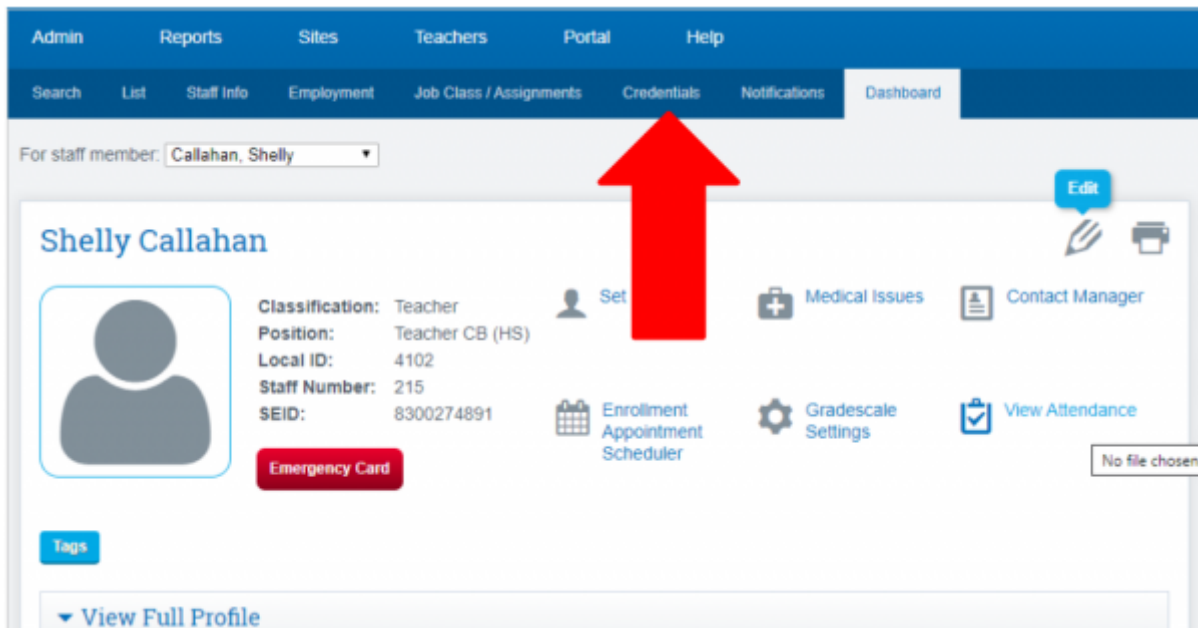 Admin Reports Sites Teachers Portal Help
Search List Staff Info Employment Job Class / Assignments Credentials Notifications Dashboard
For staff member: Callahan, Shelly
Edit
Shelly Callahan
Classification: Teacher
Position: Teacher CB (HS)
Local ID: 4102
Staff Number: 215
SEID: 8300274891
Emergency Card
Set
Medical Issues
Contact Manager
Enrollment
Appointment
Scheduler
Gradescale
Settings
View Attendance
No file chosen
Tags
View Full Profile